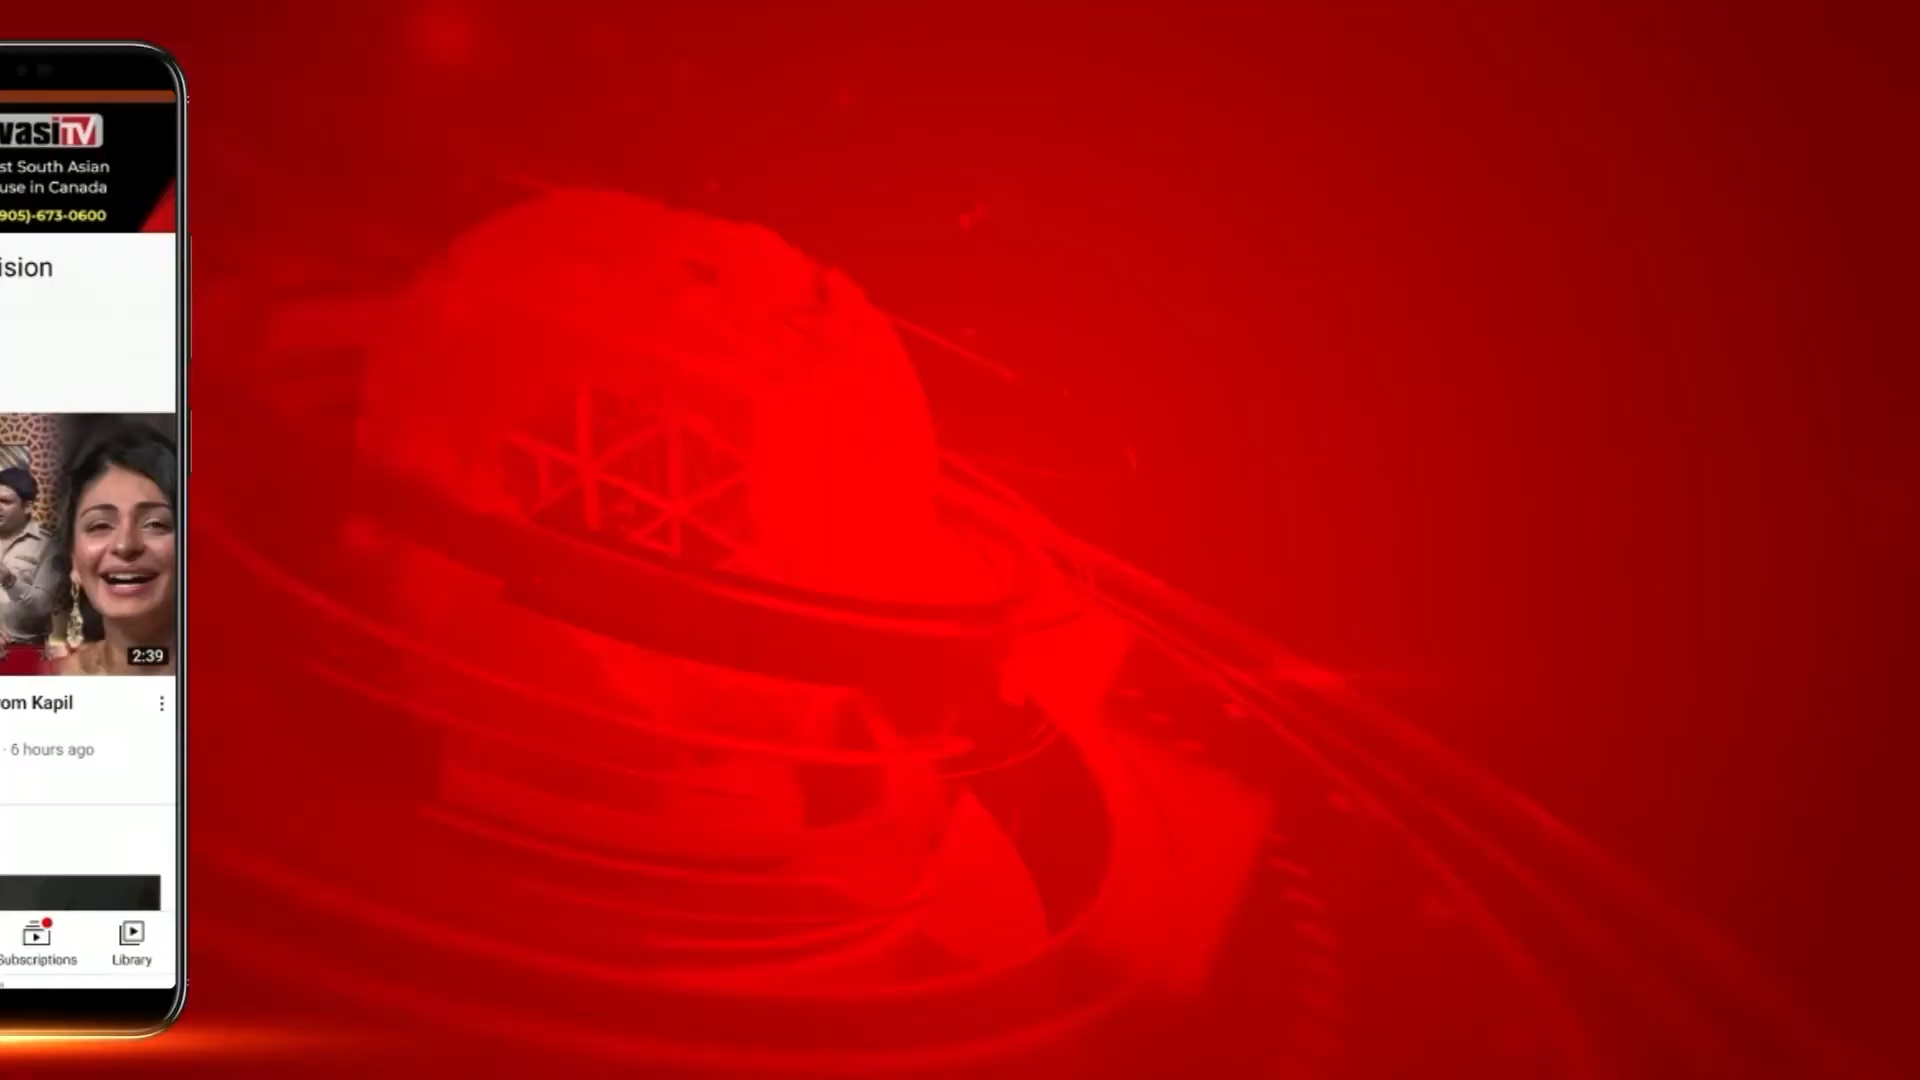 vasiTV
st South Asian
use in Canada
905)-673-0600
ision
2:39
om Kapil
· 6 hours ago
Subscriptions
Library